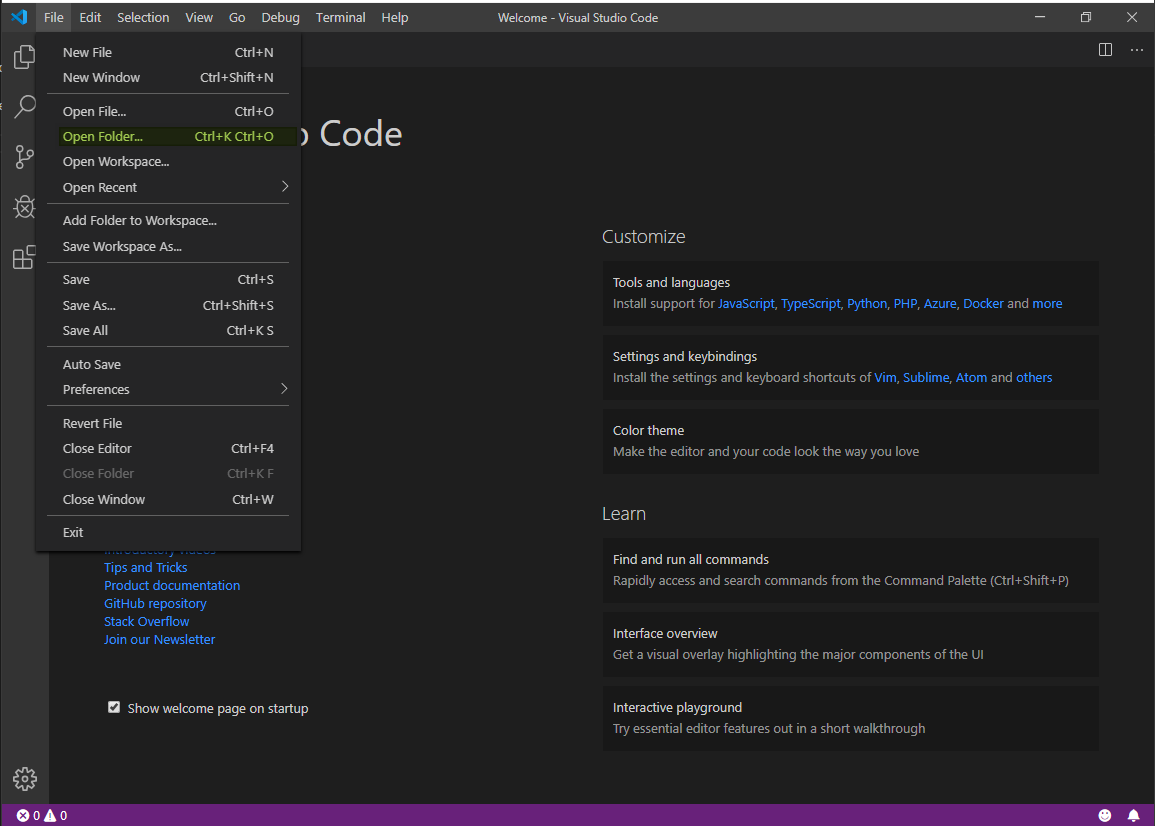 File Edit Selection View Go Debug Terminal Help Welcome - Visual Studio Code
New File Ctrl+N
New Window Ctrl+Shift+N
Open File... Ctrl+O
Open Folder... Ctrl+K Ctrl+O
Open Workspace...
Open Recent
Add Folder to Workspace...
Save Workspace As...
Save Ctrl+S
Save As... Ctrl+Shift+S
Save All Ctrl+K S
Auto Save
Preferences
Revert File
Close Editor Ctrl+F4
Close Folder Ctrl+K F
Close Window Ctrl+W
Exit
Code
Introductory videos
Tips and Tricks
Product documentation
GitHub repository
Stack Overflow
Join our Newsletter
Show welcome page on startup
Customize
Tools and languages
Install support for JavaScript, TypeScript, Python, PHP, Azure, Docker and more
Settings and keybindings
Install the settings and keyboard shortcuts of Vim, Sublime, Atom and others
Color theme
Make the editor and your code look the way you love
Learn
Find and run all commands
Rapidly access and search commands from the Command Palette (Ctrl+Shift+P)
Interface overview
Get a visual overlay highlighting the major components of the UI
Interactive playground
Try essential editor features out in a short walkthrough
0 0